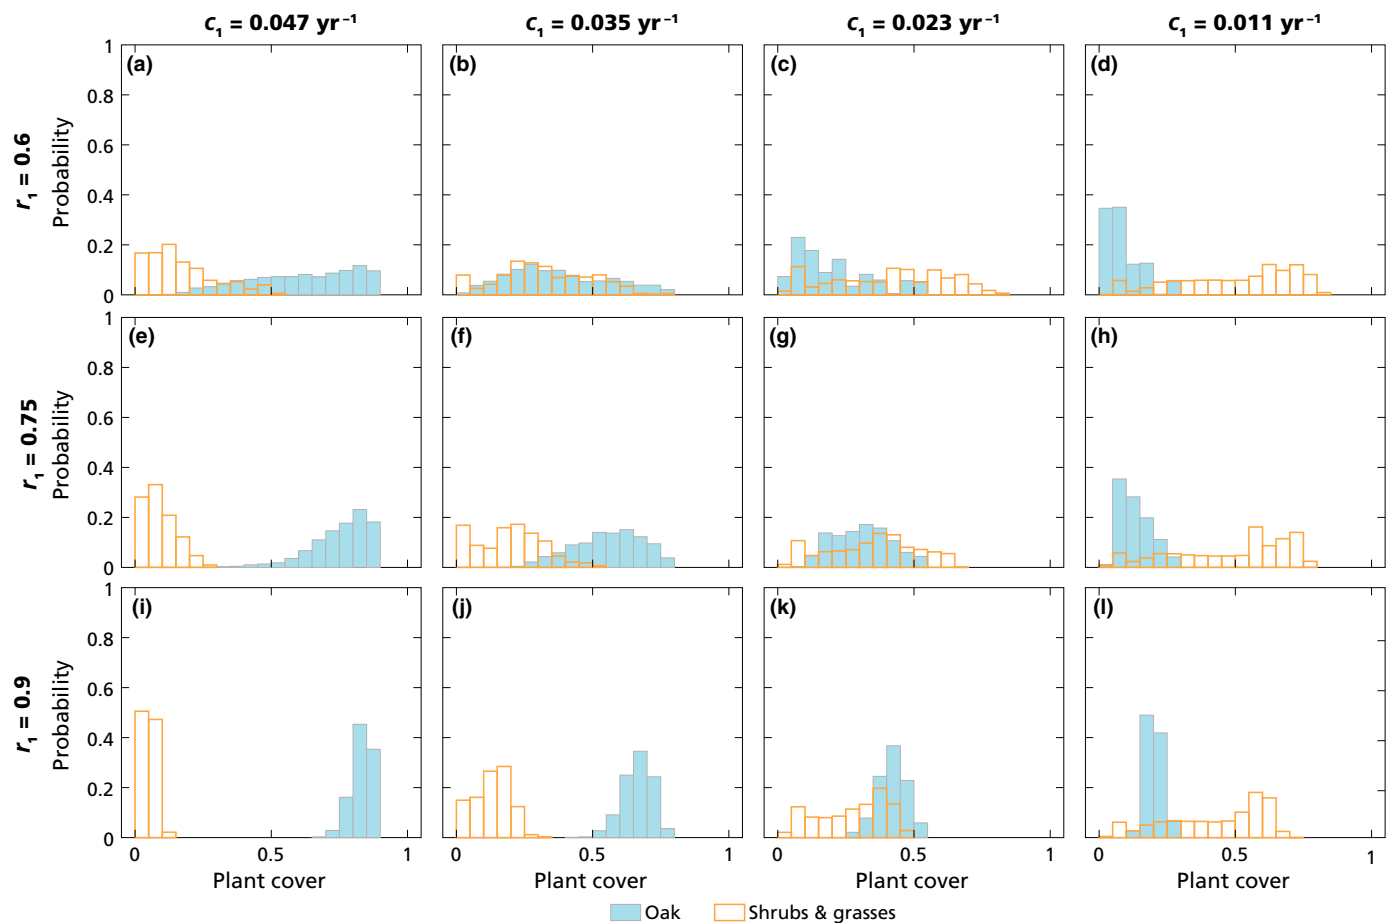 c₁ = 0.047 yr⁻¹ c₁ = 0.035 yr⁻¹ c₁ = 0.023 yr⁻¹ c₁ = 0.011 yr⁻¹
r₁ = 0.6
Probability
1
0.8
0.6
0.4
0.2
0
(a) (b) (c) (d)
r₁ = 0.75
Probability
1
0.8
0.6
0.4
0.2
0
(e) (f) (g) (h)
r₁ = 0.9
Probability
1
0.8
0.6
0.4
0.2
0
(i) (j) (k) (l)
0 0.5 1 0 0.5 1 0 0.5 1 0 0.5 1
Plant cover Plant cover Plant cover Plant cover
Oak Shrubs & grasses